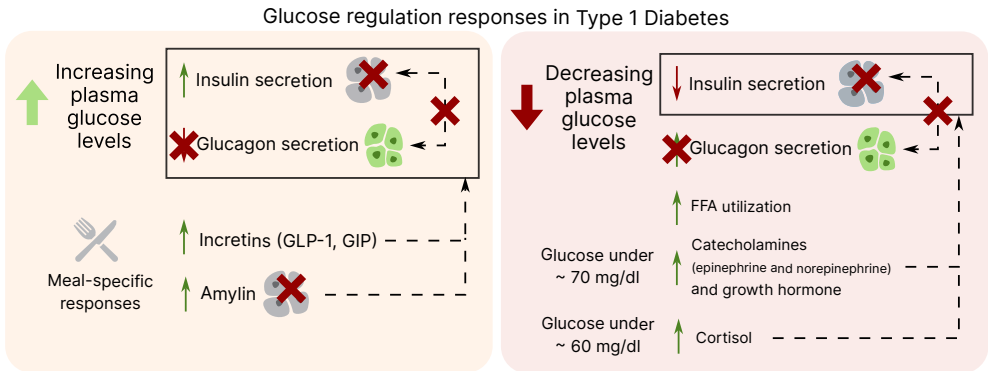 Glucose regulation responses in Type 1 Diabetes
Increasing
plasma
glucose
levels
Insulin secretion
Glucagon secretion
Meal-specific
responses
Incretins (GLP-1, GIP)
Amylin
Decreasing
plasma
glucose
levels
Insulin secretion
Glucagon secretion
FFA utilization
Glucose under
~ 70 mg/dl
Catecholamines
(epinephrine and norepinephrine)
and growth hormone
Glucose under
~ 60 mg/dl
Cortisol